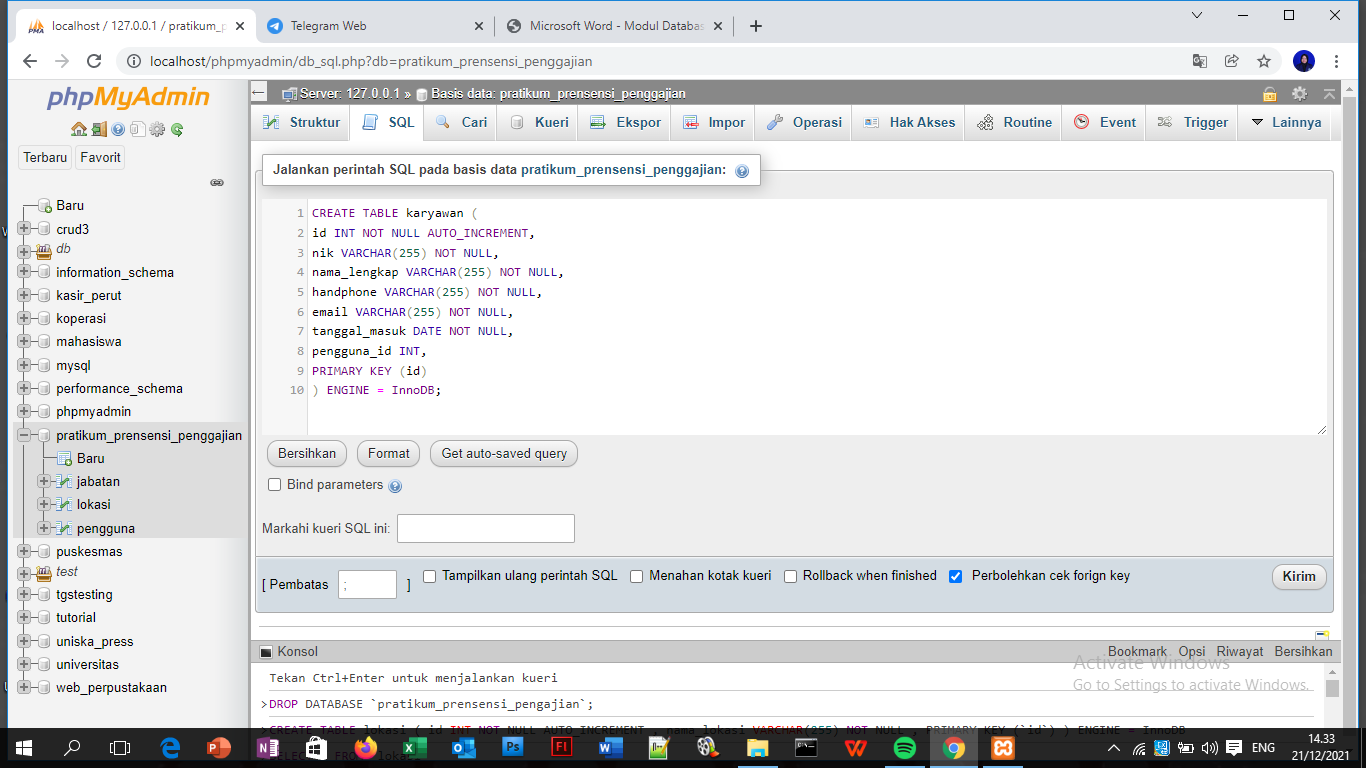 localhost / 127.0.0.1 / pratikum_p
Telegram Web
Microsoft Word - Modul Databas
localhost/phpmyadmin/db_sql.php?db=pratikum_prensensi_penggajian
phpMyAdmin
Terbaru Favorit
Baru
crud3
db
information_schema
kasir_perut
koperasi
mahasiswa
mysql
performance_schema
phpmyadmin
pratikum_prensensi_penggajian
Baru
jabatan
lokasi
pengguna
puskesmas
test
tgstesting
tutorial
uniska_press
universitas
web_perpustakaan
Server: 127.0.0.1 » Basis data: pratikum_prensensi_penggajian
Struktur SQL Cari Kueri Ekspor Impor Operasi Hak Akses Routine Event Trigger Lainnya
Jalankan perintah SQL pada basis data pratikum_prensensi_penggajian:
1 CREATE TABLE karyawan (
2 id INT NOT NULL AUTO_INCREMENT,
3 nik VARCHAR(255) NOT NULL,
4 nama_lengkap VARCHAR(255) NOT NULL,
5 handphone VARCHAR(255) NOT NULL,
6 email VARCHAR(255) NOT NULL,
7 tanggal_masuk DATE NOT NULL,
8 pengguna_id INT,
9 PRIMARY KEY (id)
10 ) ENGINE = InnoDB;
Bersihkan Format Get auto-saved query
Bind parameters
Markahi kueri SQL ini:
[ Pembatas ; ] Tampilkan ulang perintah SQL Menahan kotak kueri Rollback when finished Perbolehkan cek forign key Kirim
Konsol Bookmark Opsi Riwayat Bersihkan
Activate Windows
Go to Settings to activate Windows.
Tekan Ctrl+Enter untuk menjalankan kueri
>DROP DATABASE `pratikum_prensensi_pengajian`;
>CREATE TABLE lokasi ( id INT NOT NULL AUTO_INCREMENT , nama_lokasi VARCHAR(255) NOT NULL , PRIMARY KEY (`id`) ) ENGINE = InnoDB
ENG
14.33
21/12/2021